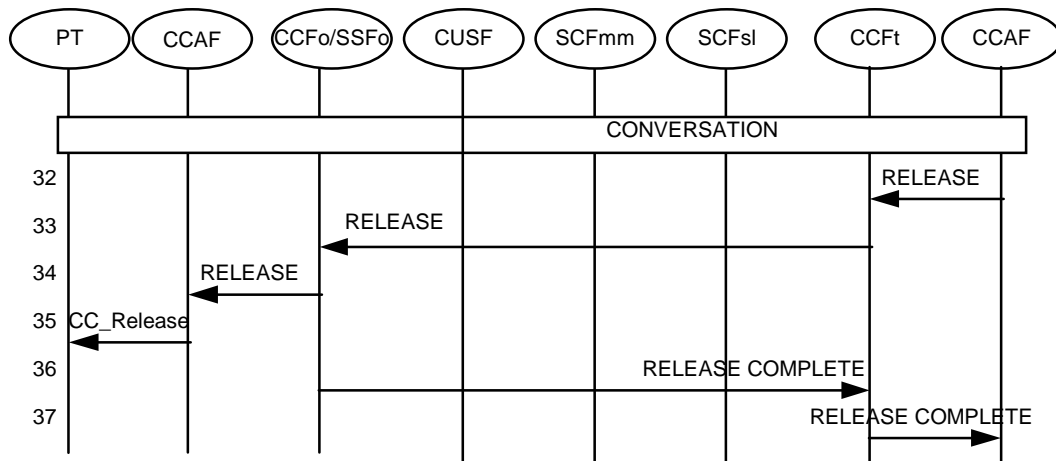 PT CCAF CCFo/SSFo CUSF SCFmm SCFsl CCFt CCAF
CONVERSATION
32 RELEASE
33 RELEASE
34 RELEASE
35 CC_Release
36 RELEASE COMPLETE
37 RELEASE COMPLETE